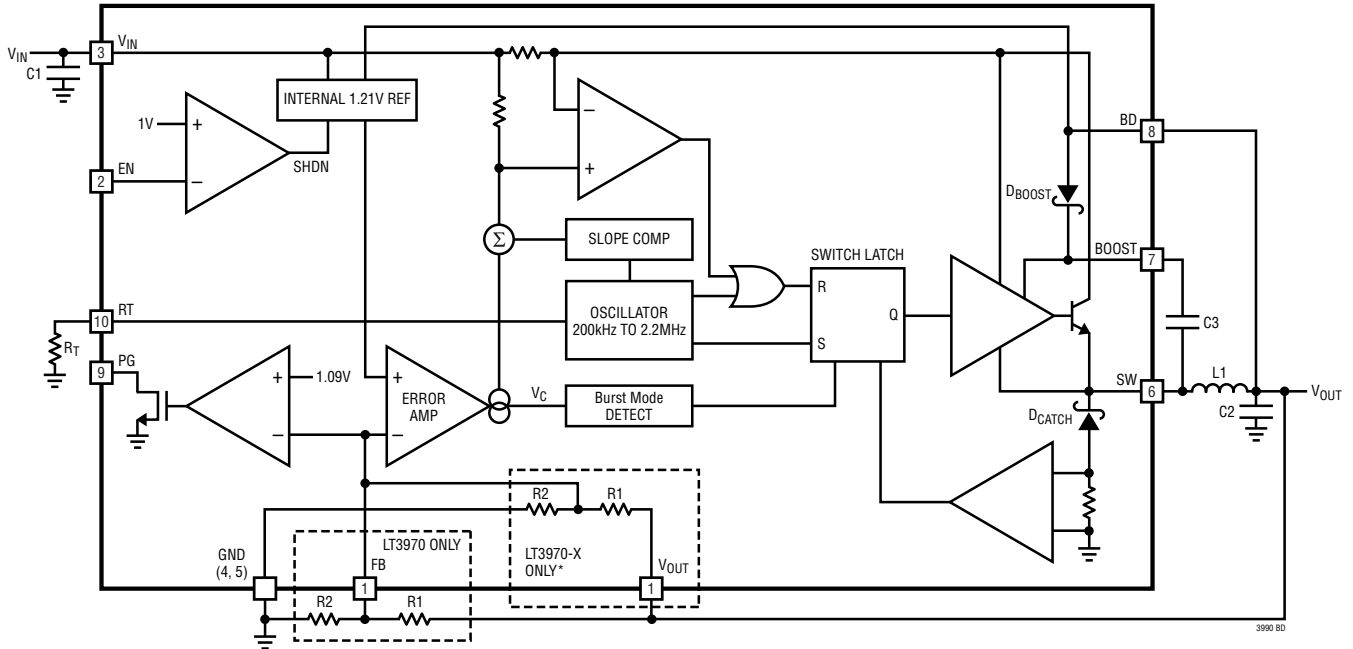 VIN
C1
3
VIN
INTERNAL 1.21V REF
1V
+
–
SHDN
2
EN
–
+
Σ
SLOPE COMP
OSCILLATOR
200kHz TO 2.2MHz
SWITCH LATCH
R
Q
S
BD
8
DBOOST
BOOST
7
C3
SW
6
L1
C2
VOUT
DCATCH
10
RT
RT
9
PG
+
1.09V
–
+
ERROR
AMP
–
VC
Burst Mode
DETECT
R2
R1
LT3970-X
ONLY*
VOUT
1
LT3970 ONLY
FB
1
GND
(4, 5)
R2
R1
3990 BD